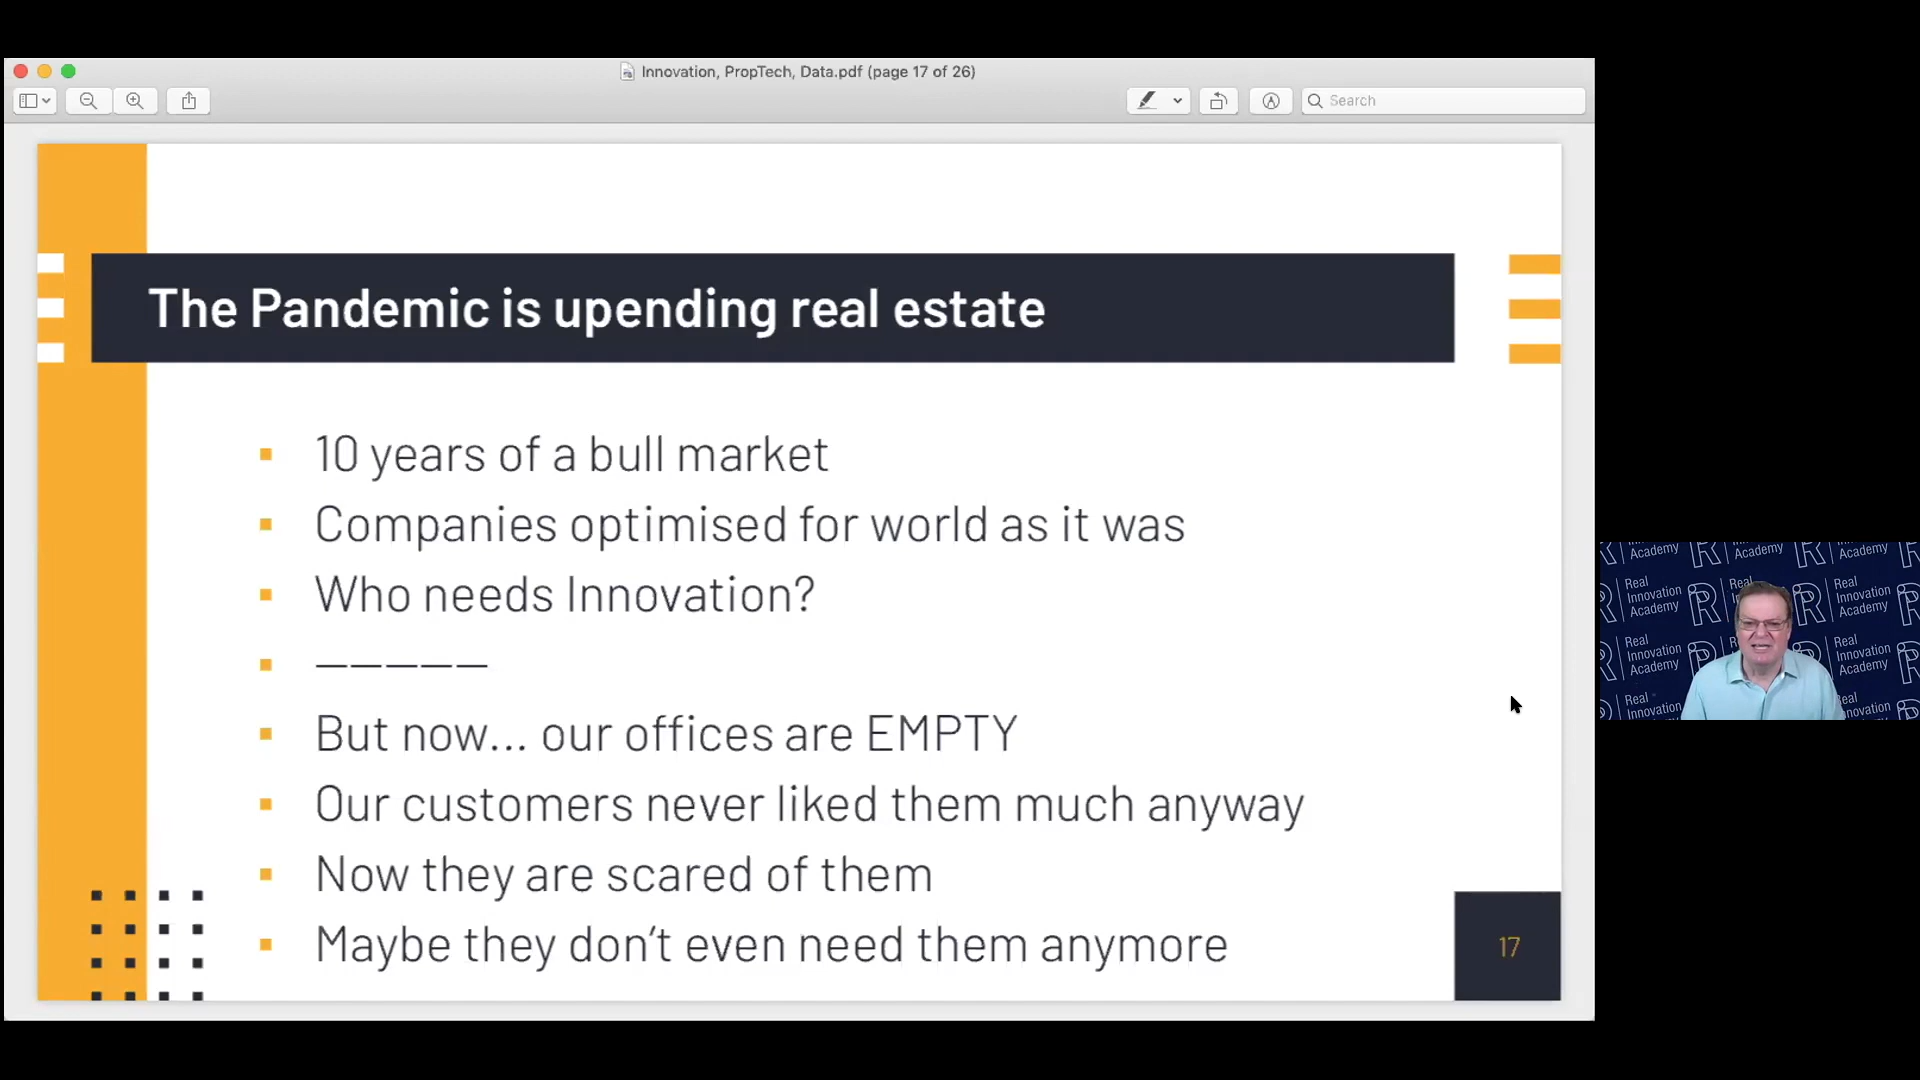 Innovation, PropTech, Data.pdf (page 17 of 26)
Search
The Pandemic is upending real estate
10 years of a bull market
Companies optimised for world as it was
Who needs Innovation?
—————
But now... our offices are EMPTY
Our customers never liked them much anyway
Now they are scared of them
Maybe they don't even need them anymore
17
Academy
Academy
Academy
Real
Innovation
Academy
Real
Real
Innovation
Academy
Real
Innovation
Academy
Real
Innovation
Academy
Real
Innovation
Real